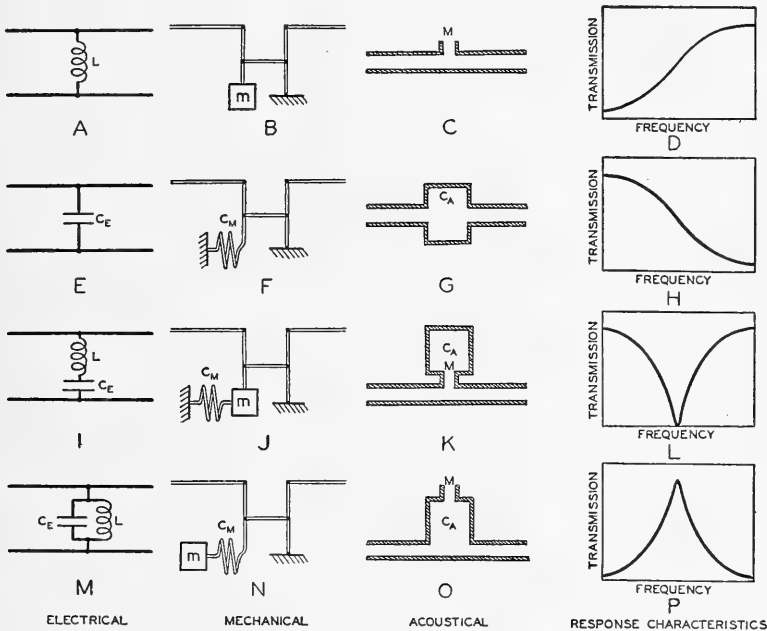 L
M
m
TRANSMISSION
FREQUENCY
A
B
C
D
C_E
C_M
C_A
TRANSMISSION
FREQUENCY
E
F
G
H
L
C_E
C_M
m
C_A
M
TRANSMISSION
FREQUENCY
I
J
K
L
C_E
L
m
C_M
M
C_A
TRANSMISSION
FREQUENCY
M
N
O
P
ELECTRICAL
MECHANICAL
ACOUSTICAL
RESPONSE CHARACTERISTICS